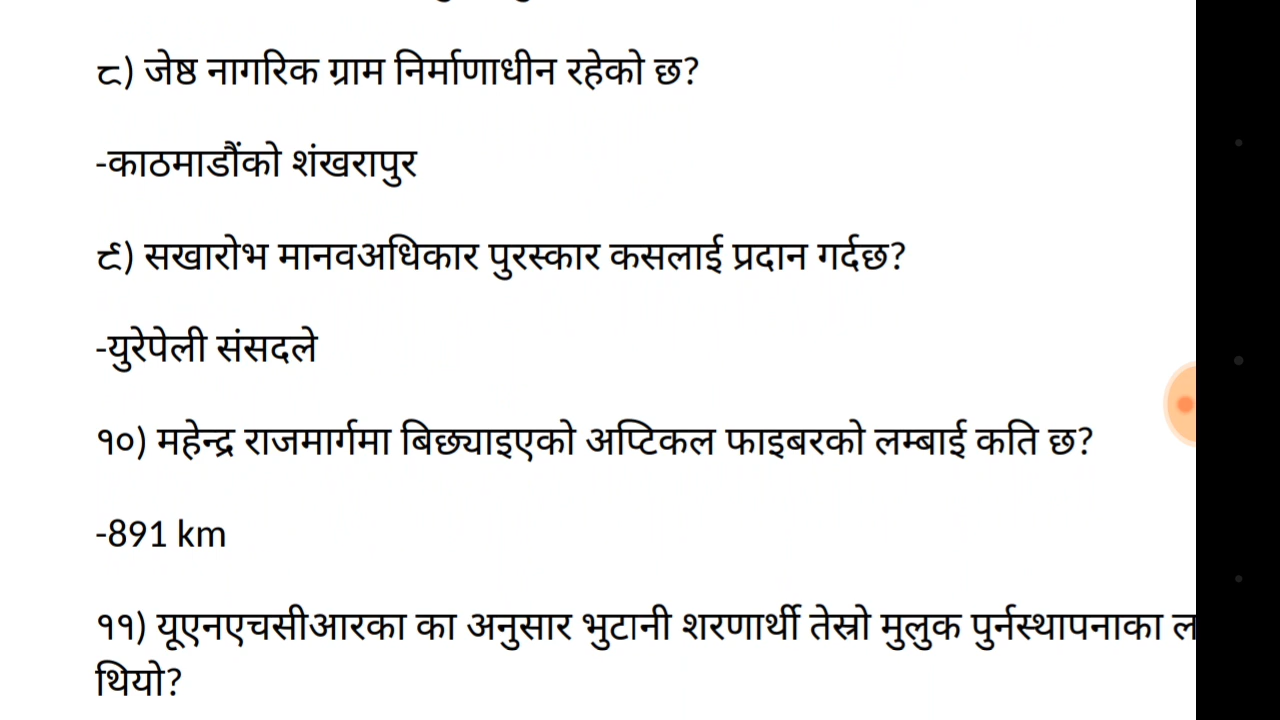 ८) जेष्ठ नागरिक ग्राम निर्माणाधीन रहेको छ?
-काठमाडौंको शंखरापुर
९) सखारोभ मानवअधिकार पुरस्कार कसलाई प्रदान गर्दछ?
-युरेपेली संसदले
१०) महेन्द्र राजमार्गमा बिछ्याइएको अप्टिकल फाइबरको लम्बाई कति छ?
-891 km
११) यूएनएचसीआरका का अनुसार भुटानी शरणार्थी तेस्रो मुलुक पुर्नस्थापनाका
थियो?